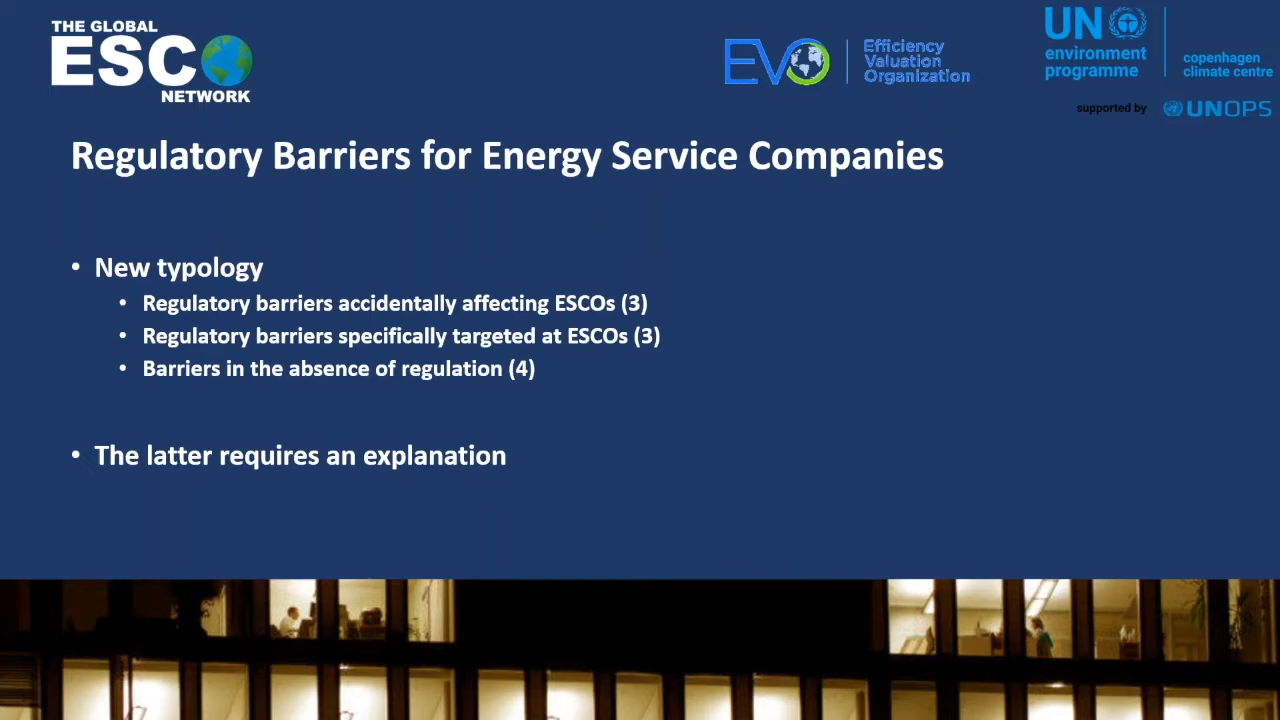 THE GLOBAL
ESCO
NETWORK
EVO
Efficiency
Valuation
Organization
UN
environment
programme
copenhagen
climate centre
supported by
UNOPS
Regulatory Barriers for Energy Service Companies
• New typology
• Regulatory barriers accidentally affecting ESCOs (3)
• Regulatory barriers specifically targeted at ESCOs (3)
• Barriers in the absence of regulation (4)
• The latter requires an explanation